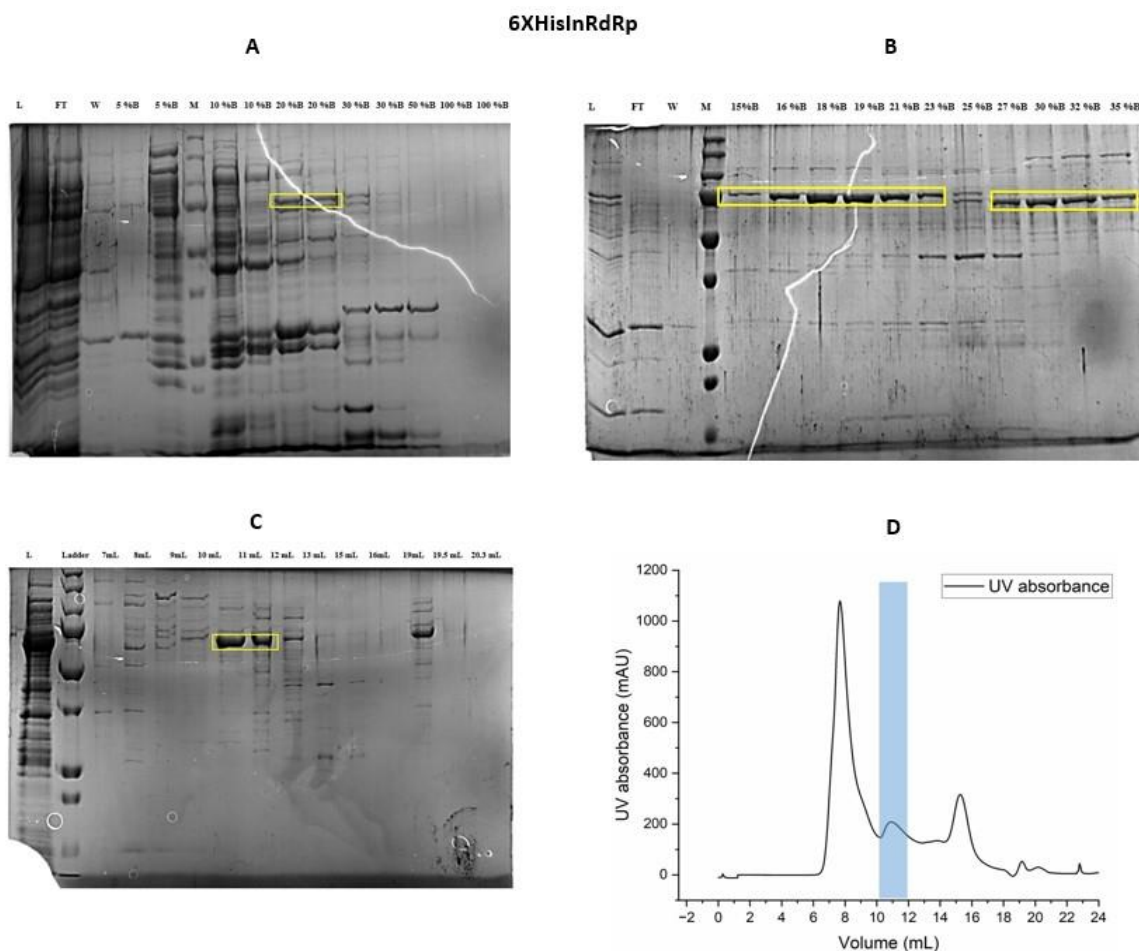 6XHisInRdRp
A
B
L FT W 5 %B 5 %B M 10 %B 10 %B 20 %B 20 %B 30 %B 30 %B 50 %B 100 %B 100 %B
L FT W M 15%B 16 %B 18 %B 19 %B 21 %B 23 %B 25 %B 27 %B 30 %B 32 %B 35 %B
C
D
L Ladder 7mL 8mL 9mL 10 mL 11 mL 12 mL 13 mL 15 mL 16mL 19mL 19.5 mL 20.3 mL
UV absorbance
UV absorbance (mAU)
1200
1000
800
600
400
200
0
−2 0 2 4 6 8 10 12 14 16 18 20 22 24
Volume (mL)